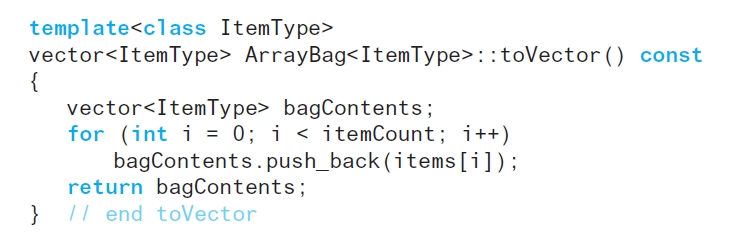 template<class ItemType>
vector<ItemType> ArrayBag<ItemType>::toVector() const
{
   vector<ItemType> bagContents;
   for (int i = 0; i < itemCount; i++)
       bagContents.push_back(items[i]);
   return bagContents;
}  // end toVector